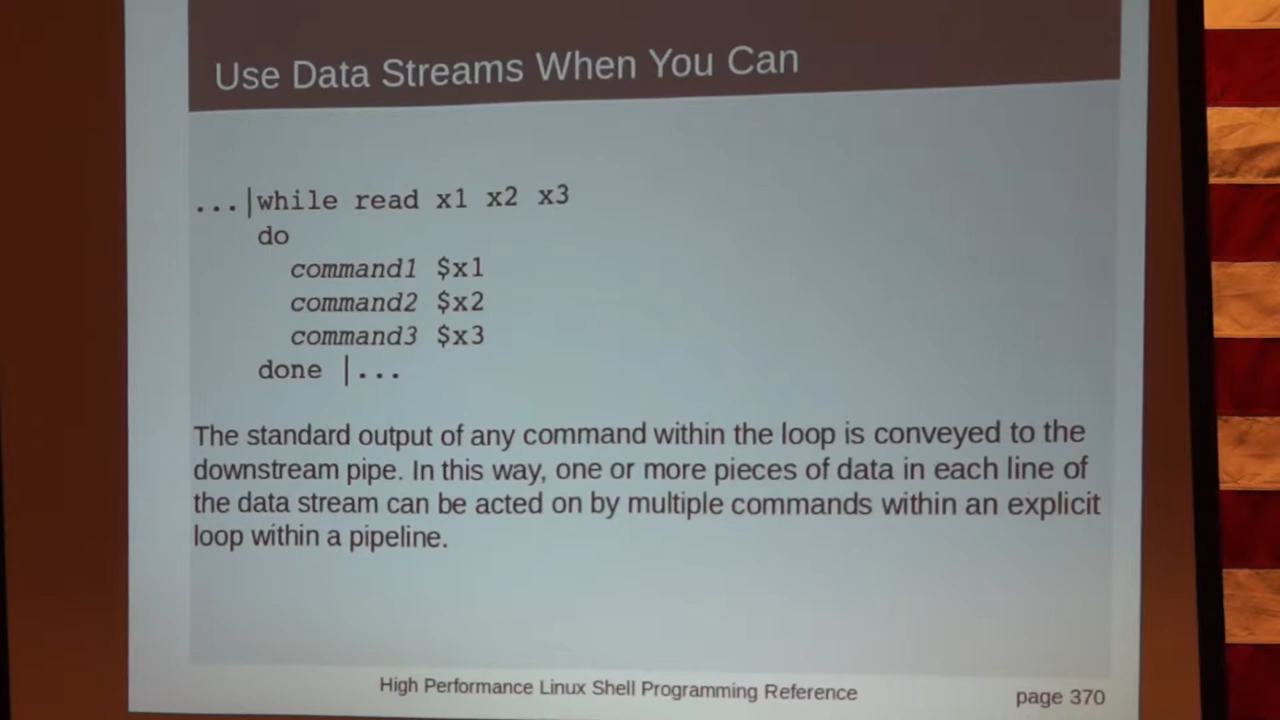 Use Data Streams When You Can
...|while read x1 x2 x3
do
command1 $x1
command2 $x2
command3 $x3
done |...
The standard output of any command within the loop is conveyed to the
downstream pipe. In this way, one or more pieces of data in each line of
the data stream can be acted on by multiple commands within an explicit
loop within a pipeline.
High Performance Linux Shell Programming Reference
page 370